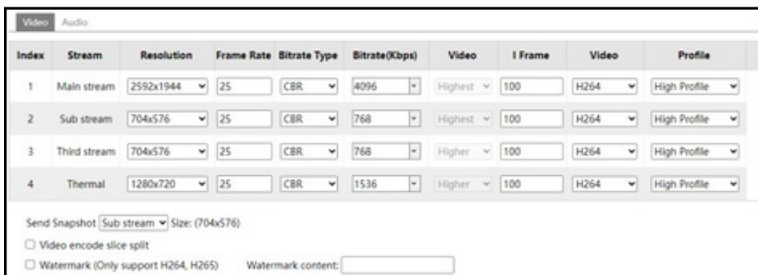 Video Audio
Index Stream Resolution Frame Rate Bitrate Type Bitrate(Kbps) Video I Frame Video Profile
1 Main stream 2592x1944 25 CBR 4096 Highest 100 H264 High Profile
2 Sub stream 704x576 25 CBR 768 Highest 100 H264 High Profile
3 Third stream 704x576 25 CBR 768 Higher 100 H264 High Profile
4 Thermal 1280x720 25 CBR 1536 Higher 100 H264 High Profile
Send Snapshot Sub stream Size: (704x576)
Video encode slice split
Watermark (Only support H264, H265) Watermark content: